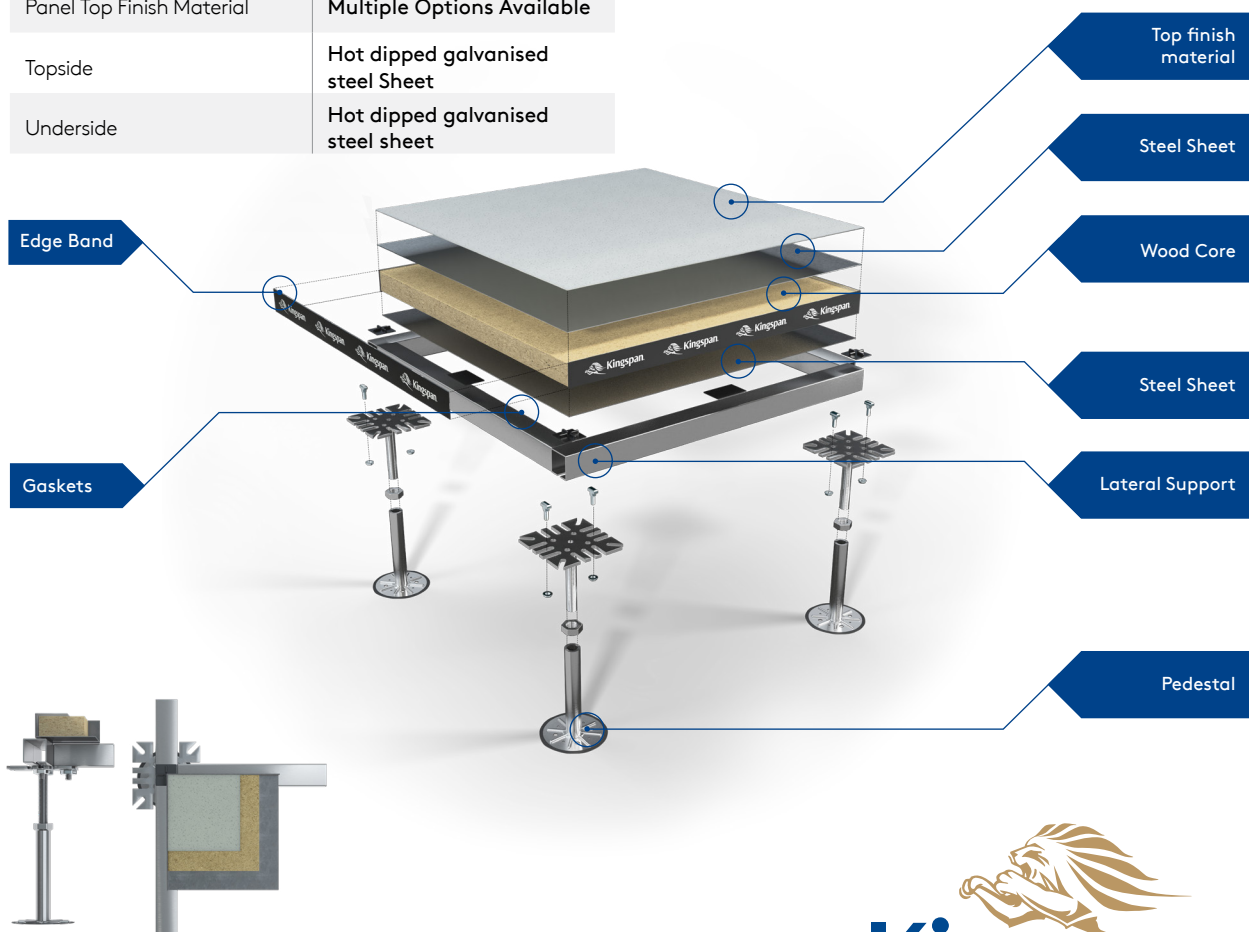 Panel Top Finish Material
Multiple Options Available
Topside
Hot dipped galvanised
steel Sheet
Underside
Hot dipped galvanised
steel sheet
Top finish
material
Steel Sheet
Wood Core
Steel Sheet
Lateral Support
Pedestal
Edge Band
Gaskets
Kingspan
Kingspan
Kingspan
Kingspan
Kingspan
Kingspan
Kingspan
Kingspan